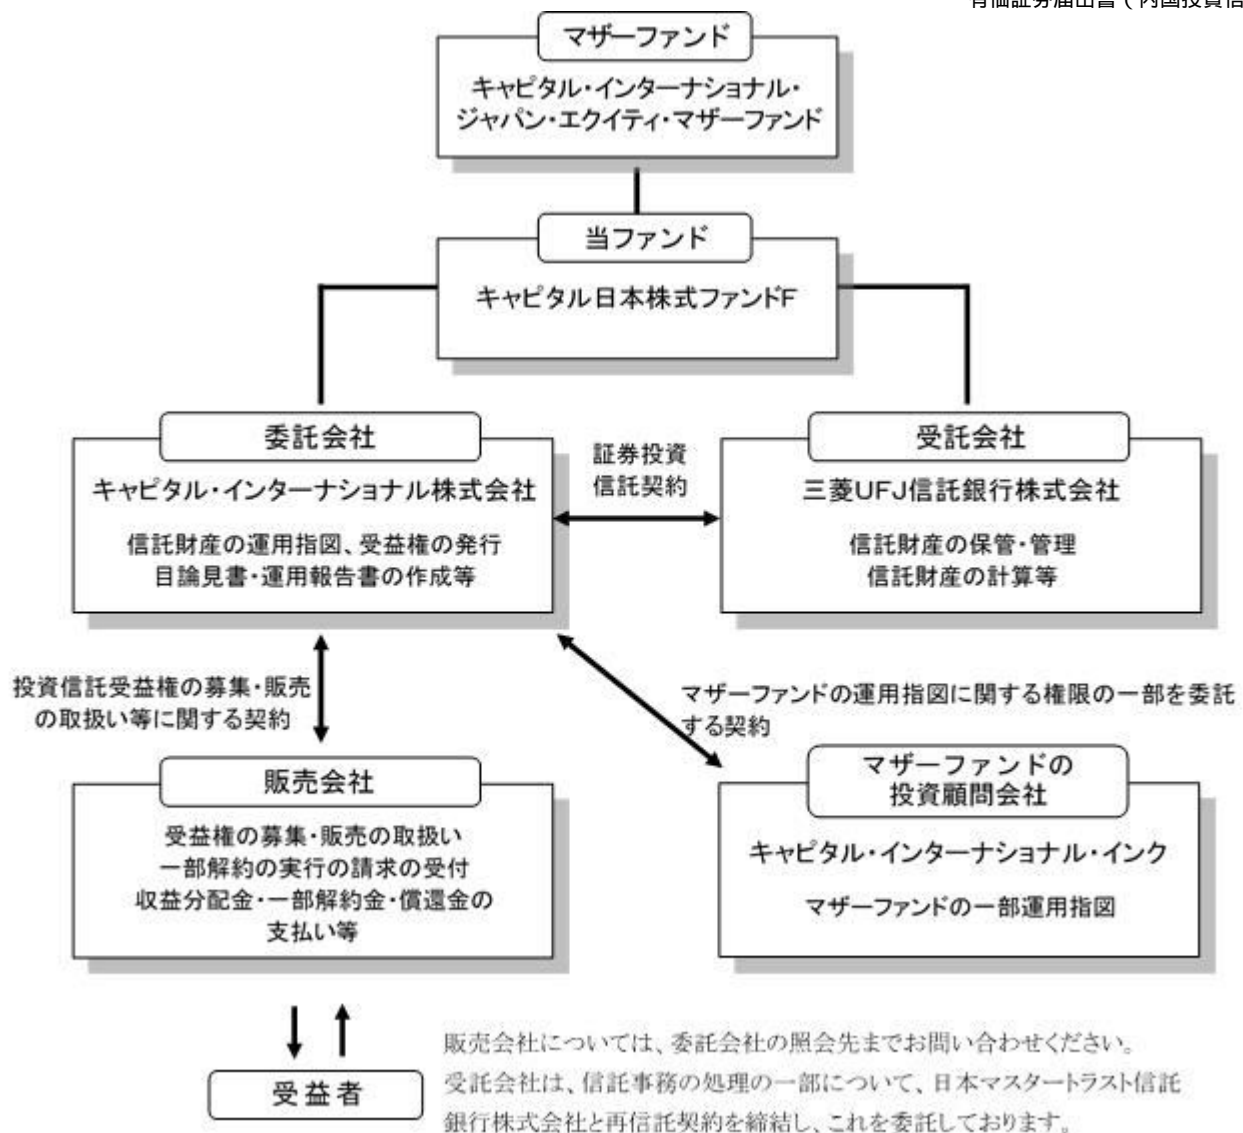 有価証券届出書(内国投資信
マザーファンド
キャピタル・インターナショナル・
ジャパン・エクイティ・マザーファンド
当ファンド
キャピタル日本株式ファンドF
委託会社
キャピタル・インターナショナル株式会社
信託財産の運用指図、受益権の発行
目論見書・運用報告書の作成等
証券投資
信託契約
受託会社
三菱UFJ信託銀行株式会社
信託財産の保管・管理
信託財産の計算等
投資信託受益権の募集・販売
の取扱い等に関する契約
マザーファンドの運用指図に関する権限の一部を委託
する契約
販売会社
受益権の募集・販売の取扱い
一部解約の実行の請求の受付
収益分配金・一部解約金・償還金の
支払い等
マザーファンドの
投資顧問会社
キャピタル・インターナショナル・インク
マザーファンドの一部運用指図
受益者
販売会社については、委託会社の照会先までお問い合わせください。
受託会社は、信託事務の処理の一部について、日本マスタートラスト信託
銀行株式会社と再信託契約を締結し、これを委託しております。